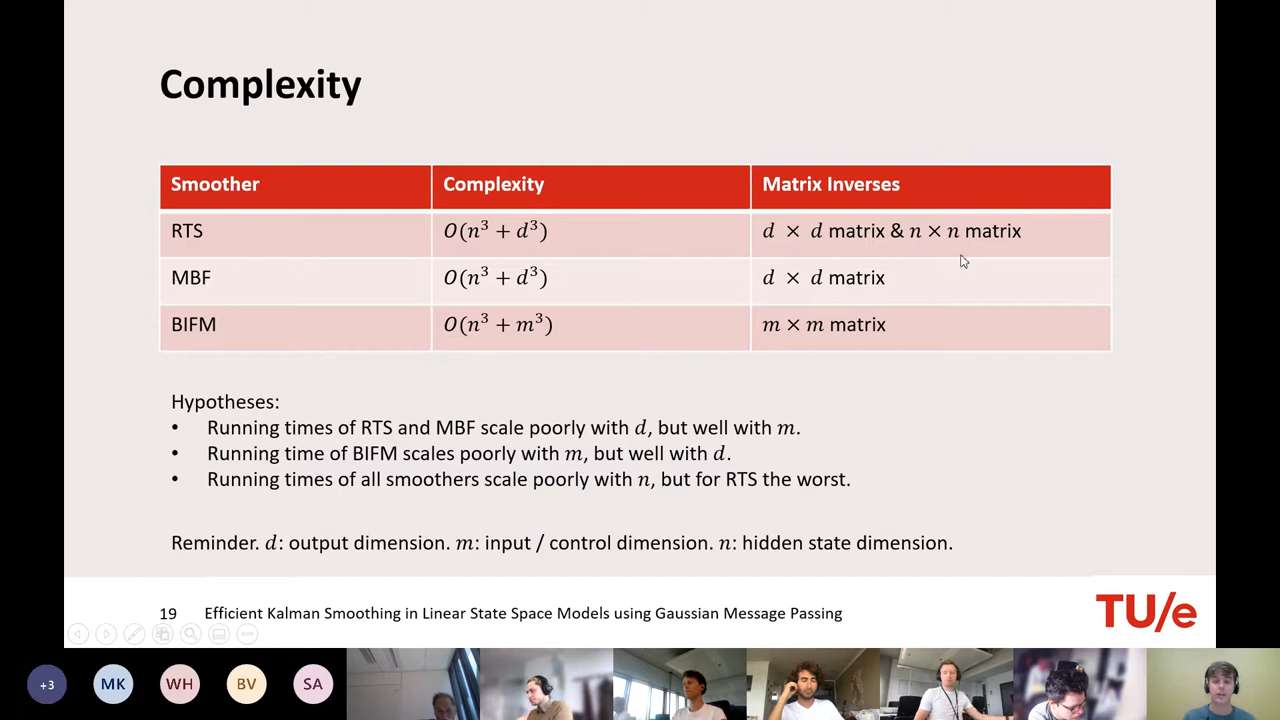 Complexity
Smoother Complexity Matrix Inverses
RTS O(n³ + d³) d × d matrix & n × n matrix
MBF O(n³ + d³) d × d matrix
BIFM O(n³ + m³) m × m matrix
Hypotheses:
• Running times of RTS and MBF scale poorly with d, but well with m.
• Running time of BIFM scales poorly with m, but well with d.
• Running times of all smoothers scale poorly with n, but for RTS the worst.
Reminder. d: output dimension. m: input / control dimension. n: hidden state dimension.
19 Efficient Kalman Smoothing in Linear State Space Models using Gaussian Message Passing
TU/e
+3 MK WH BV SA